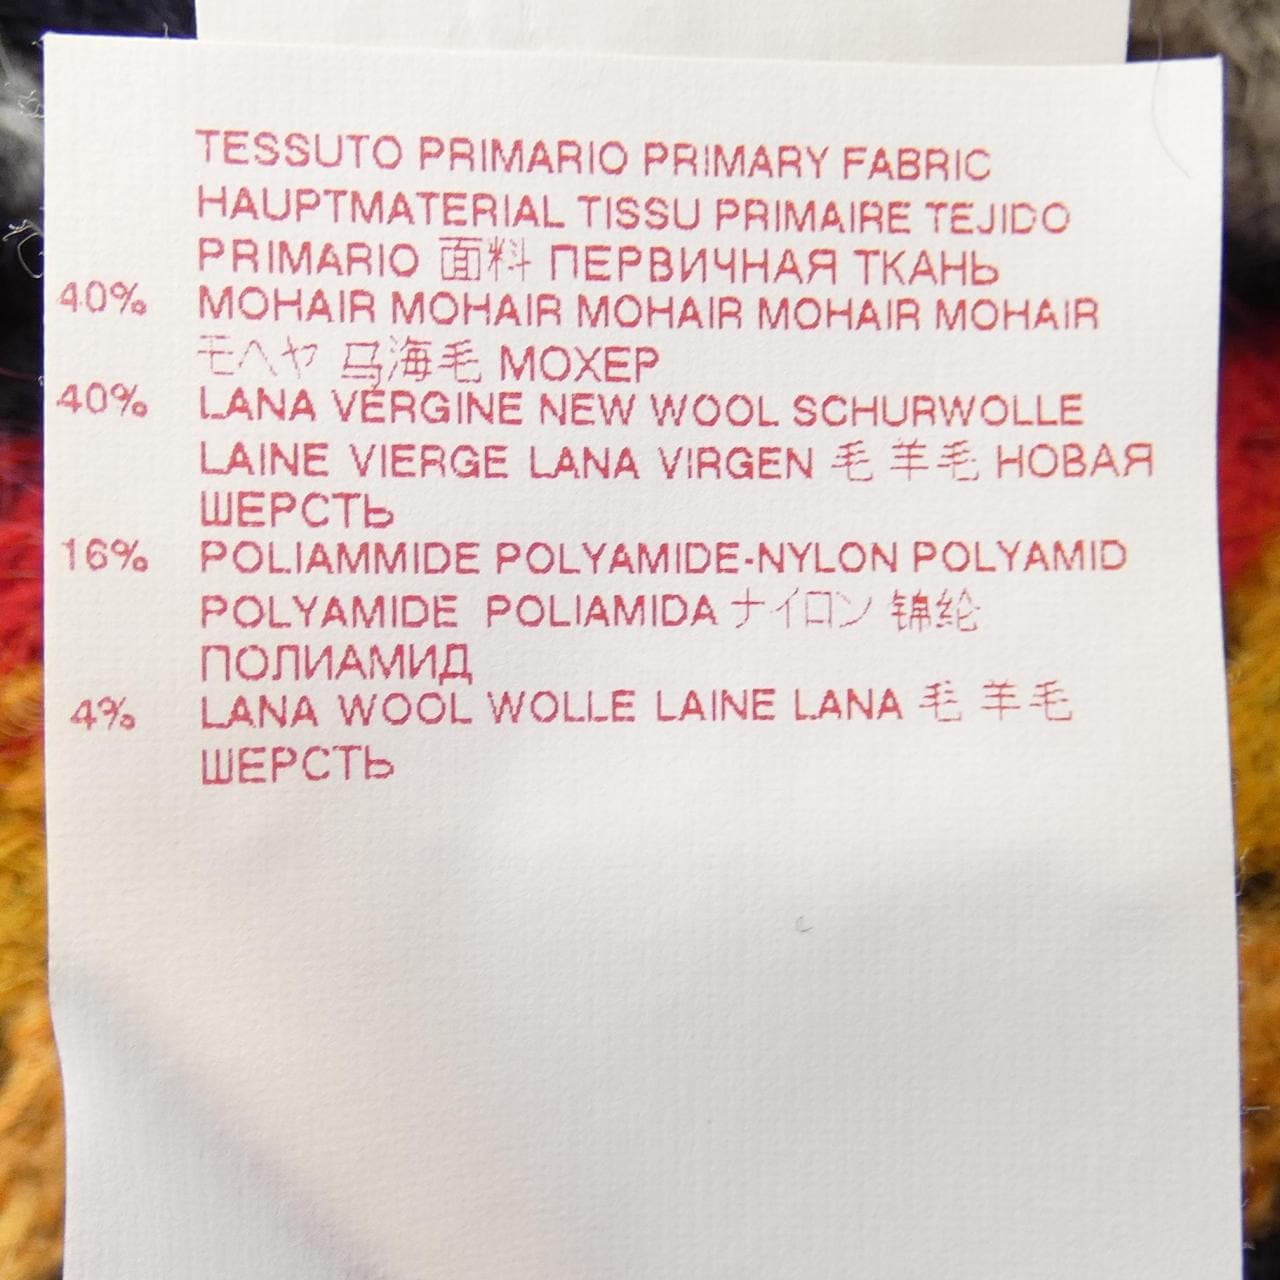 TESSUTO PRIMARIO PRIMARY FABRIC
HAUPTMATERIAL TISSU PRIMAIRE TEJIDO
PRIMARIO 面料 ПЕРВИЧНАЯ ТКАНЬ
40% MOHAIR MOHAIR MOHAIR MOHAIR MOHAIR
モヘヤ 马海毛 МОХЕР
40% LANA VERGINE NEW WOOL SCHURWOLLE
LAINE VIERGE LANA VIRGEN 毛 羊毛 НОВАЯ
ШЕРСТЬ
16% POLIAMMIDE POLYAMIDE-NYLON POLYAMID
POLYAMIDE POLIAMIDA ナイロン 锦纶
ПОЛИАМИД
4% LANA WOOL WOLLE LAINE LANA 毛 羊毛
ШЕРСТЬ